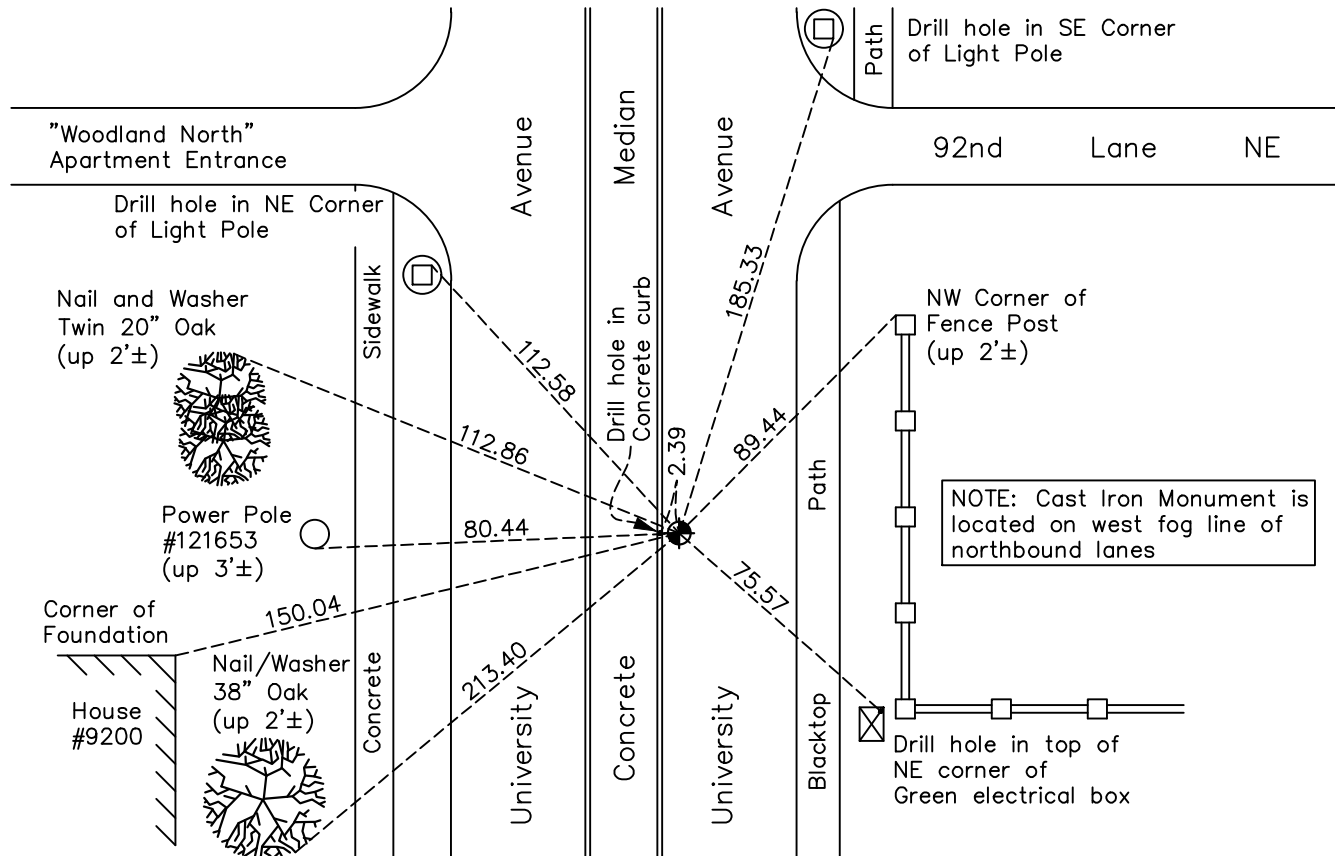 Drill hole in SE Corner
of Light Pole
Path
"Woodland North"
Apartment Entrance
Avenue
Median
Avenue
92nd Lane NE
Drill hole in NE Corner
of Light Pole
Sidewalk
185.33
Nail and Washer
Twin 20" Oak
(up 2'±)
Drill hole in
Concrete curb
NW Corner of
Fence Post
(up 2'±)
112.58
112.86
2.39
89.44
Path
NOTE: Cast Iron Monument is
located on west fog line of
northbound lanes
Power Pole
#121653
(up 3'±)
80.44
75.57
150.04
Corner of
Foundation
213.40
Nail/Washer
38" Oak
(up 2'±)
House
#9200
Concrete
University
Concrete
University
Blacktop
Drill hole in top of
NE corner of
Green electrical box